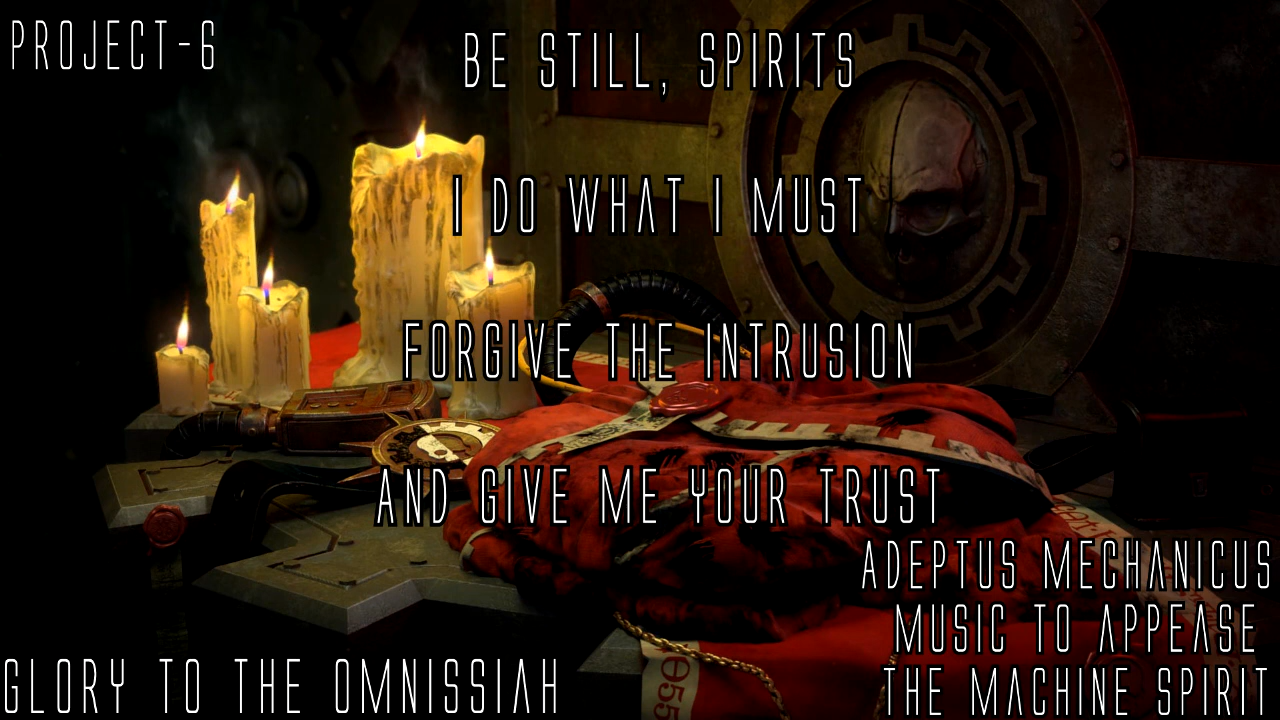 PROJECT-6
BE STILL, SPIRITS
I DO WHAT I MUST
FORGIVE THE INTRUSION
AND GIVE ME YOUR TRUST
ADEPTUS MECHANICUS
MUSIC TO APPEASE
THE MACHINE SPIRIT
GLORY TO THE OMNISSIAH